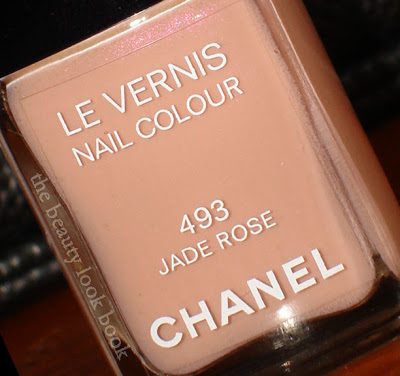 LE VERNIS
NAIL COLOUR
493
JADE ROSE
CHANEL
the beauty look book